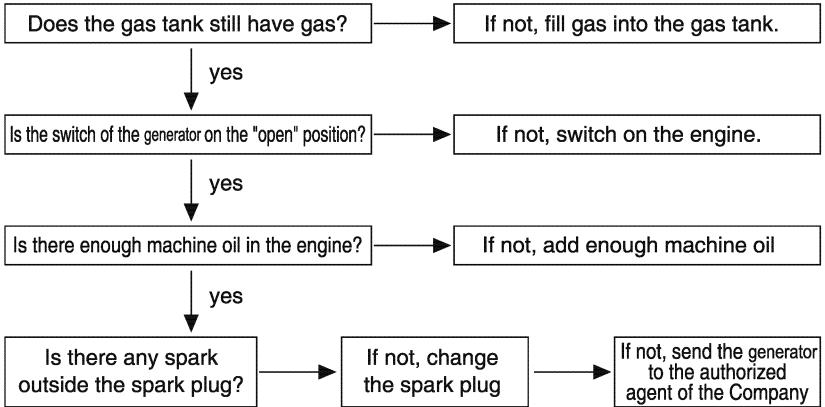 Does the gas tank still have gas?
If not, fill gas into the gas tank.
yes
Is the switch of the generator on the "open" position?
If not, switch on the engine.
yes
Is there enough machine oil in the engine?
If not, add enough machine oil
yes
Is there any spark
outside the spark plug?
If not, change
the spark plug
If not, send the generator
to the authorized
agent of the Company